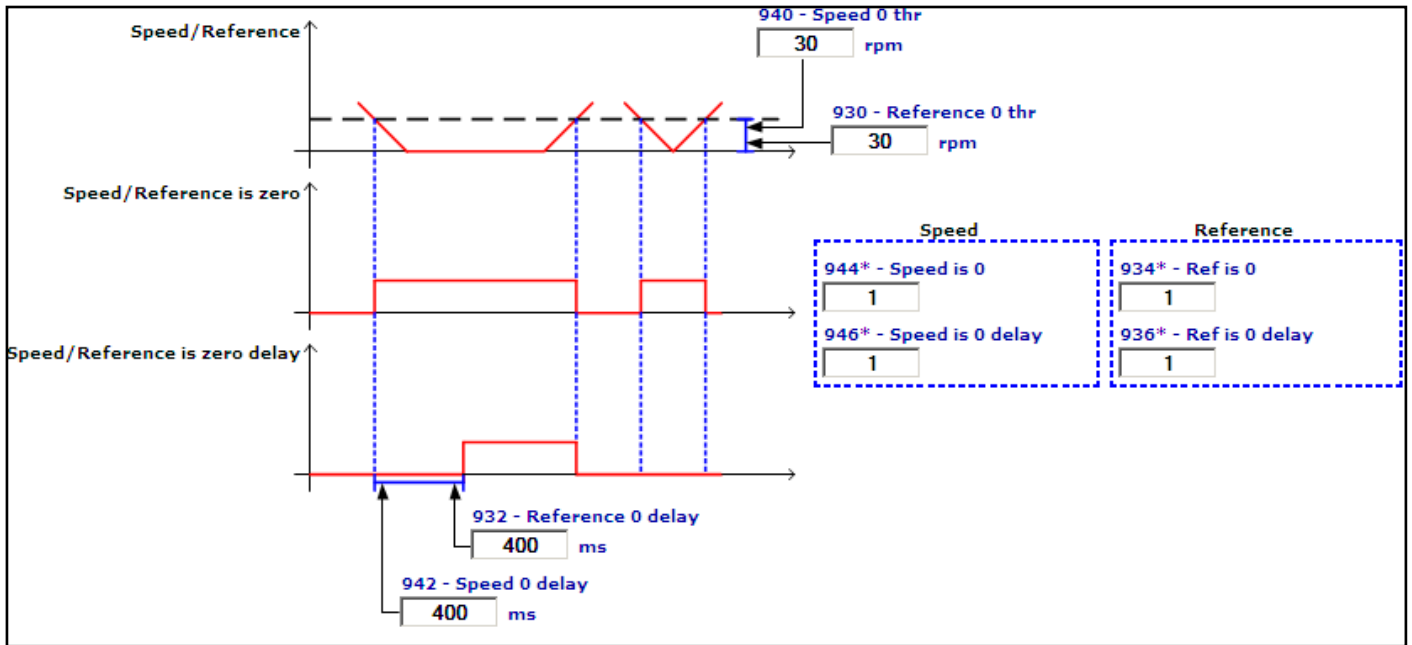 940 - Speed 0 thr
30 rpm
Speed/Reference
930 - Reference 0 thr
30 rpm
Speed/Reference is zero
Speed Reference
944* - Speed is 0 934* - Ref is 0
1 1
946* - Speed is 0 delay 936* - Ref is 0 delay
1 1
Speed/Reference is zero delay
932 - Reference 0 delay
400 ms
942 - Speed 0 delay
400 ms